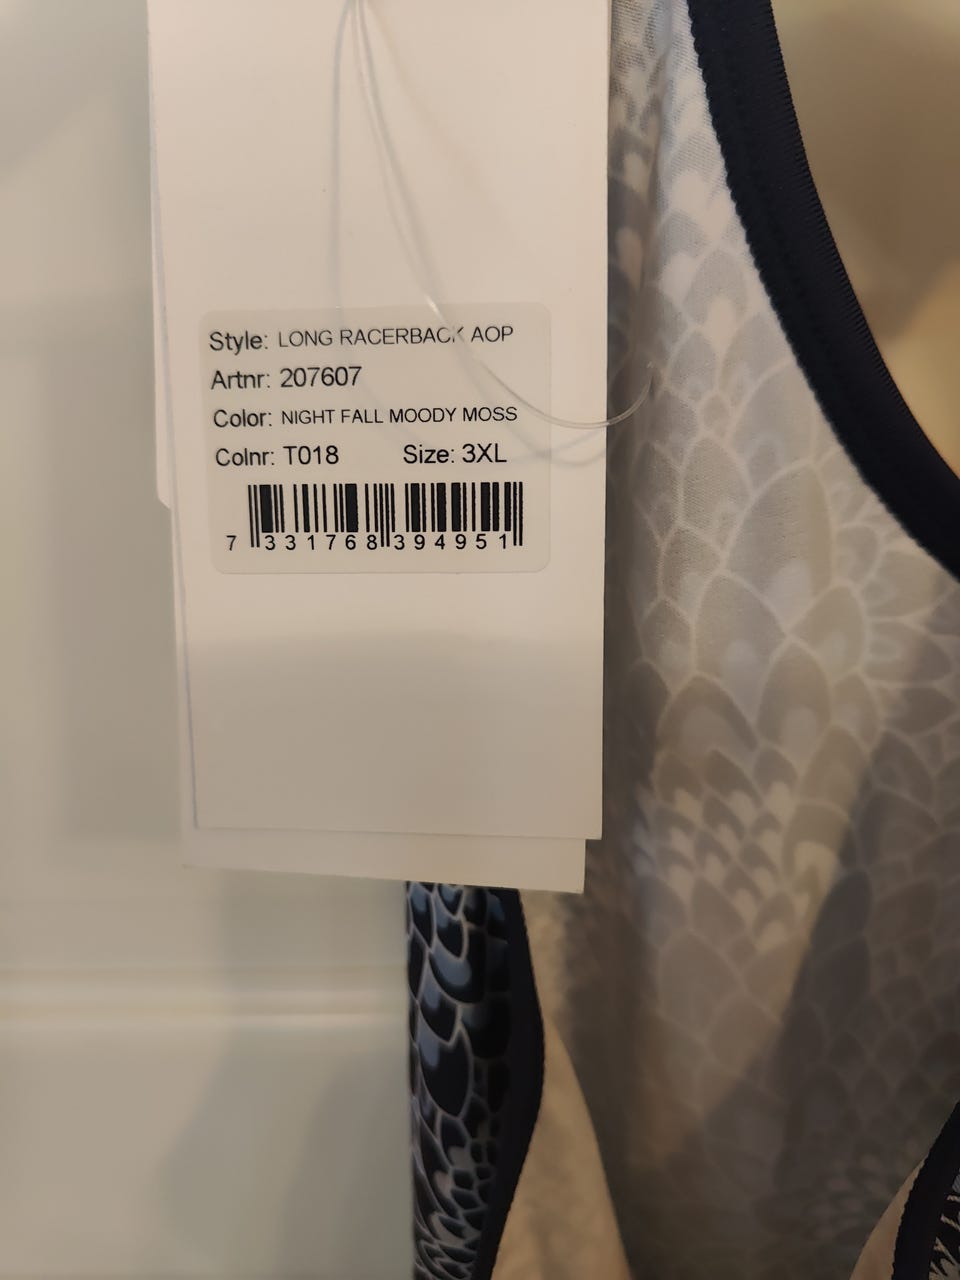 Style: LONG RACERBACK AOP
Artnr: 207607
Color: NIGHT FALL MOODY MOSS
Colnr: T018 Size: 3XL
7 331768 394951